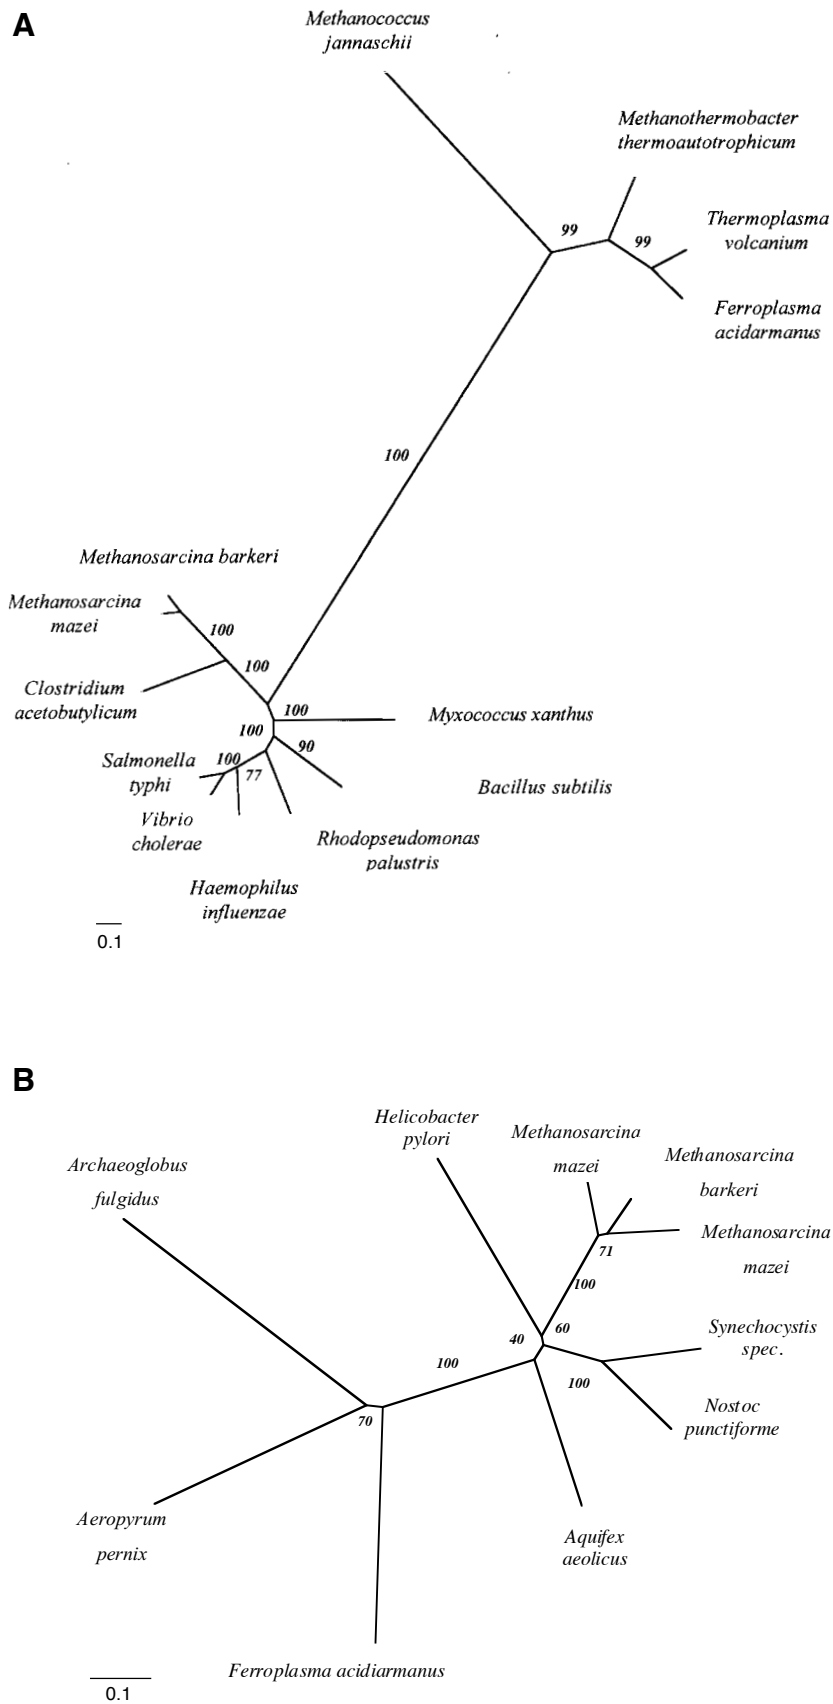 A
Methanococcus
jannaschii
Methanothermobacter
thermoautotrophicum
99
99
Thermoplasma
volcanium
Ferroplasma
acidarmanus
100
Methanosarcina barkeri
Methanosarcina
mazei
100
100
Clostridium
acetobutylicum
100
Myxococcus xanthus
100
90
Salmonella
typhi
100
77
Bacillus subtilis
Vibrio
cholerae
Rhodopseudomonas
palustris
Haemophilus
influenzae
0.1
B
Helicobacter
pylori
Methanosarcina
mazei
Methanosarcina
barkeri
Archaeoglobus
fulgidus
Methanosarcina
mazei
71
100
60
40
Synechocystis
spec.
100
100
Nostoc
punctiforme
70
Aeropyrum
pernix
Aquifex
aeolicus
Ferroplasma acidiarmanus
0.1